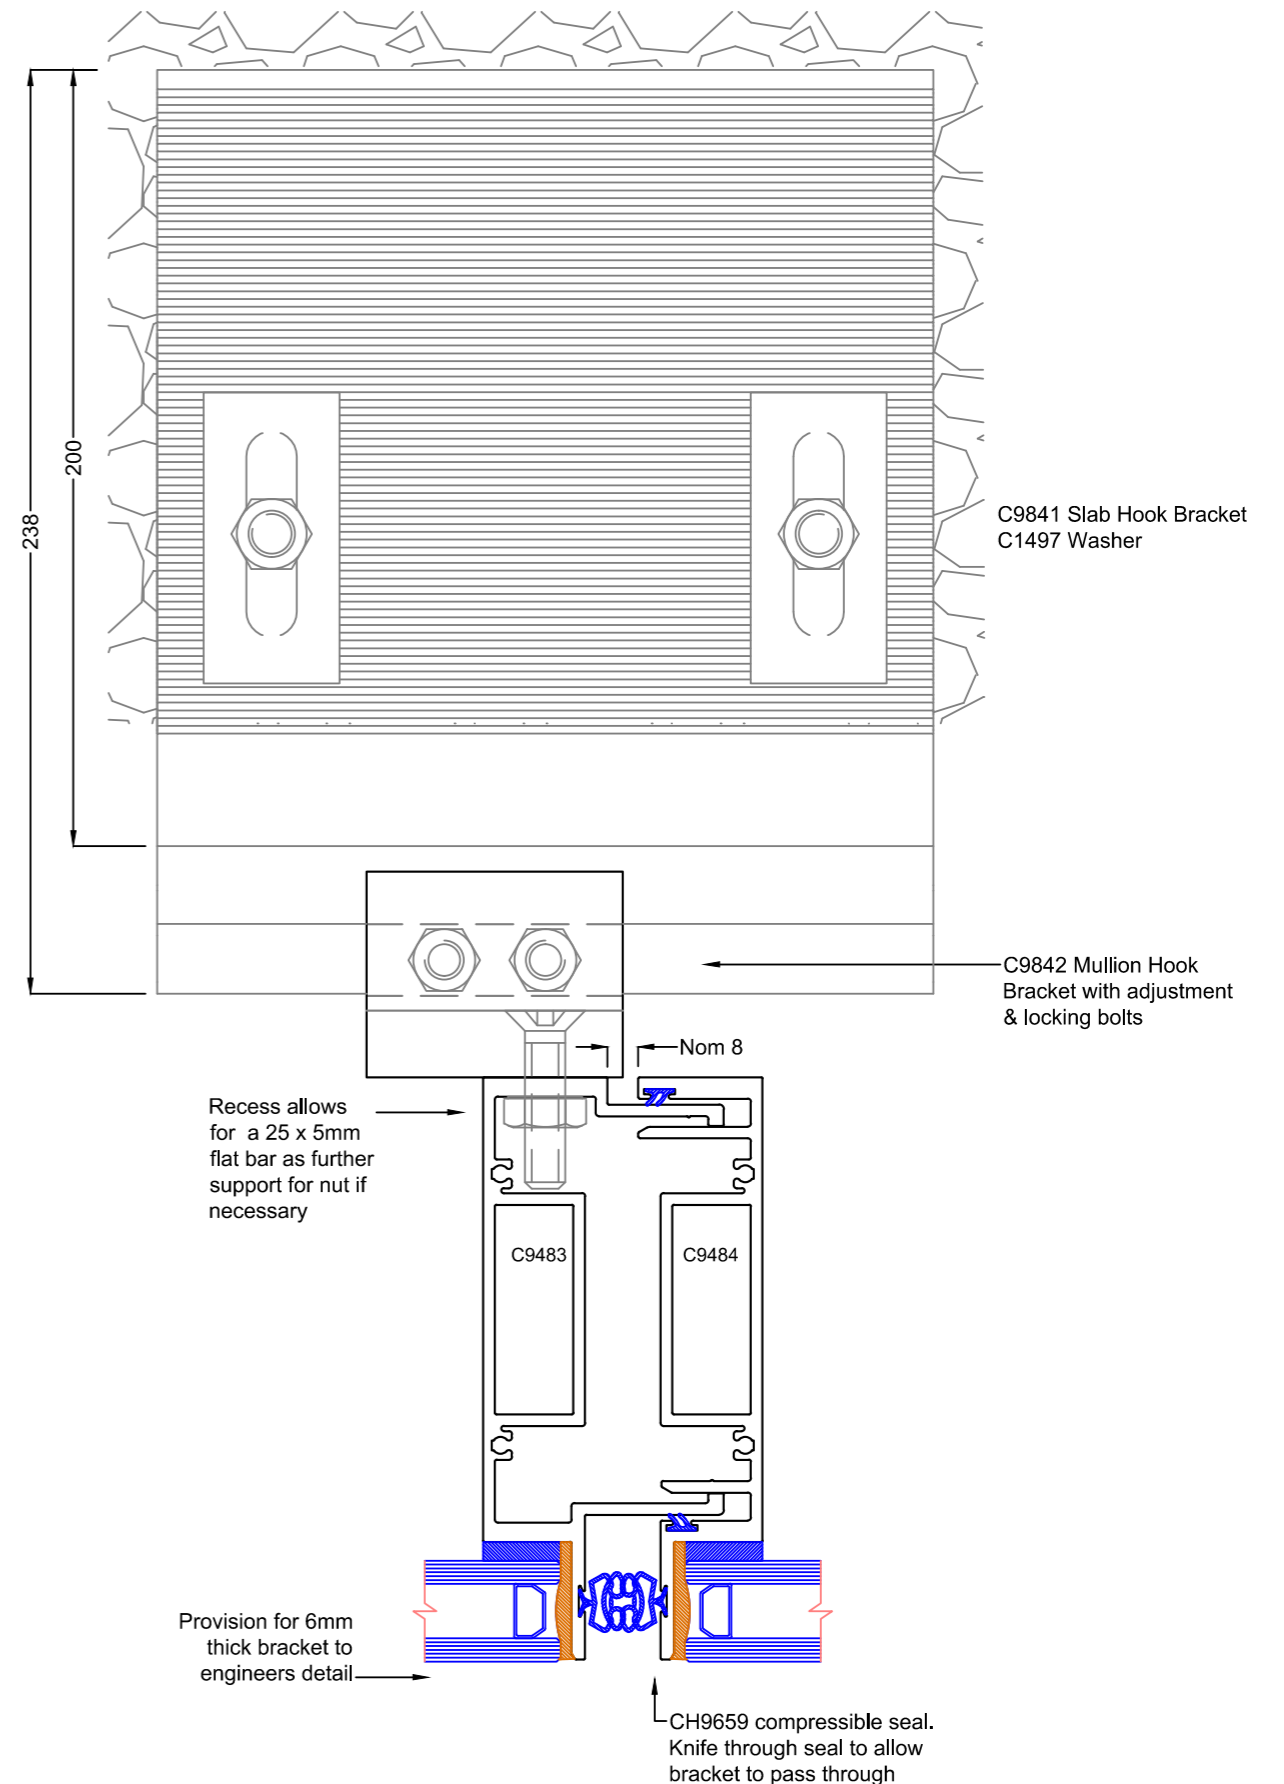 238
200
C9841 Slab Hook Bracket
C1497 Washer
C9842 Mullion Hook
Bracket with adjustment
& locking bolts
Nom 8
Recess allows
for a 25 x 5mm
flat bar as further
support for nut if
necessary
C9483
C9484
Provision for 6mm
thick bracket to
engineers detail
CH9659 compressible seal.
Knife through seal to allow
bracket to pass through